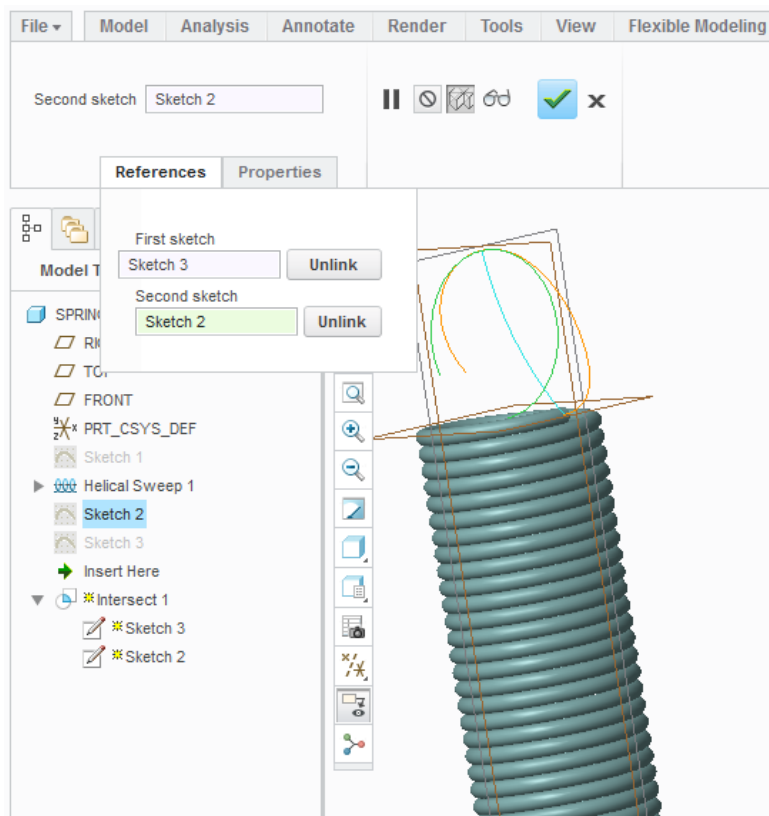 File Model Analysis Annotate Render Tools View Flexible Modeling
Second sketch Sketch 2
References Properties
First sketch
Model T
Sketch 3 Unlink
Second sketch
SPRING
Sketch 2 Unlink
FRONT
PRT_CSYS_DEF
Sketch 1
Helical Sweep 1
Sketch 2
Sketch 3
Insert Here
Intersect 1
Sketch 3
Sketch 2